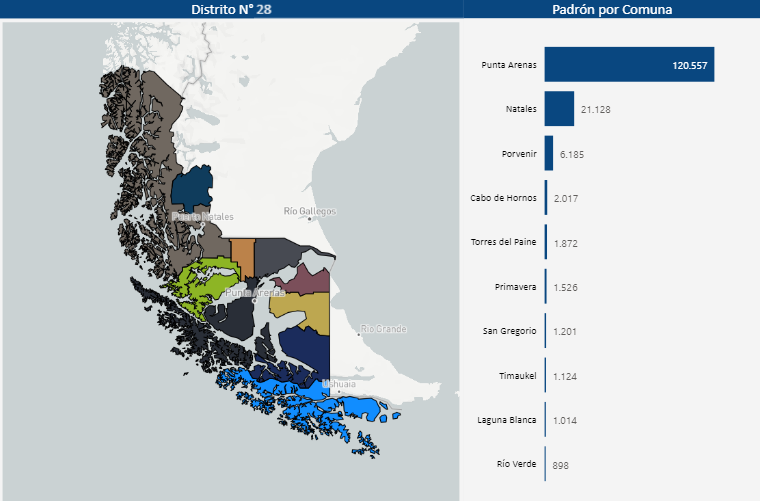 Distrito N° 28
Padrón por Comuna
Puerto Natales
Río Gallegos
Punta Arenas
Río Grande
Ushuaia
Punta Arenas 120.557
Natales 21.128
Porvenir 6.185
Cabo de Hornos 2.017
Torres del Paine 1.872
Primavera 1.526
San Gregorio 1.201
Timaukel 1.124
Laguna Blanca 1.014
Río Verde 898